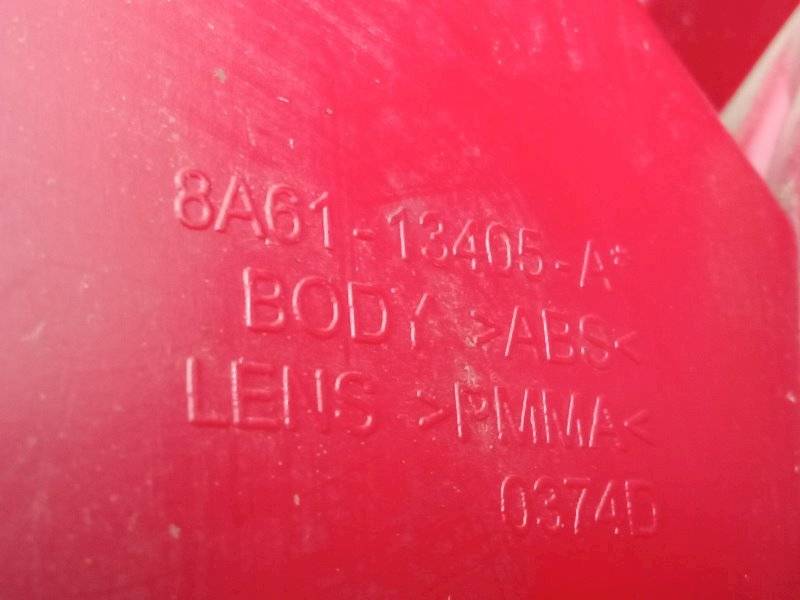 8A61-13405-A*
BODY >ABS<
LENS >PMMA<
0374D